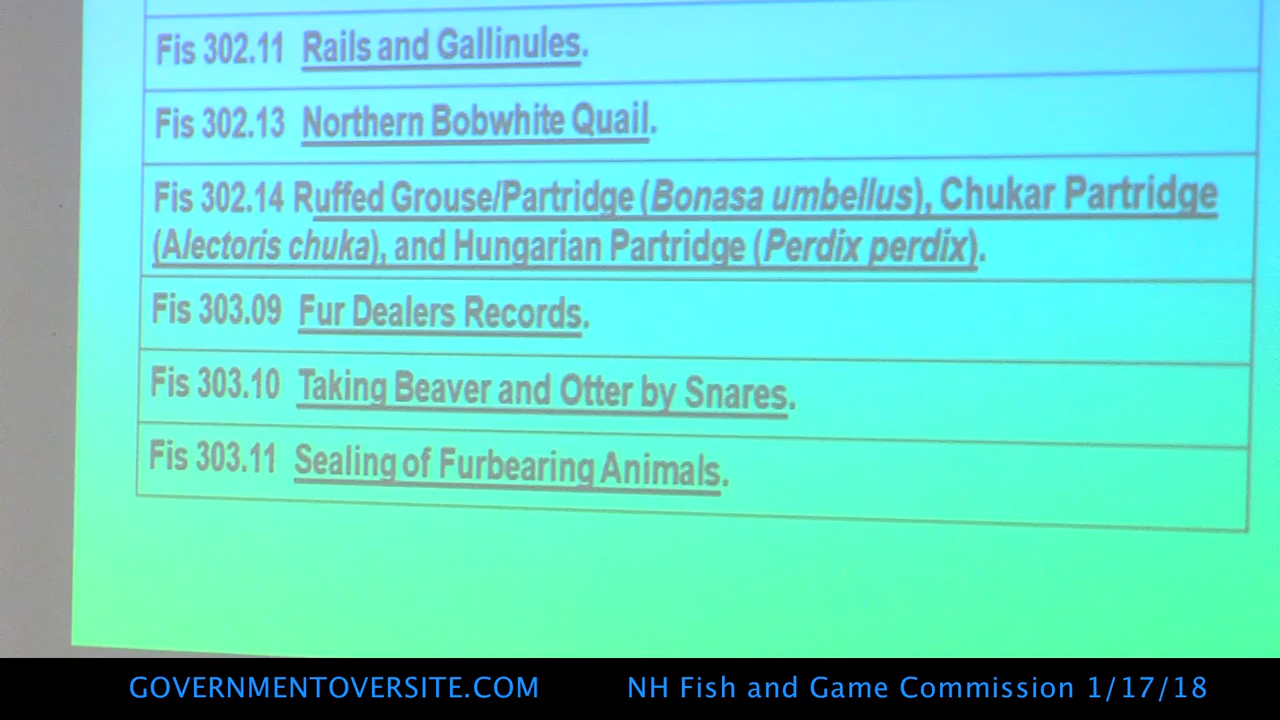 Fis 302.11 Rails and Gallinules.
Fis 302.13 Northern Bobwhite Quail.
Fis 302.14 Ruffed Grouse/Partridge (Bonasa umbellus), Chukar Partridge
(Alectoris chuka), and Hungarian Partridge (Perdix perdix).
Fis 303.09 Fur Dealers Records.
Fis 303.10 Taking Beaver and Otter by Snares.
Fis 303.11 Sealing of Furbearing Animals.
GOVERNMENTOVERSITE.COM NH Fish and Game Commission 1/17/18